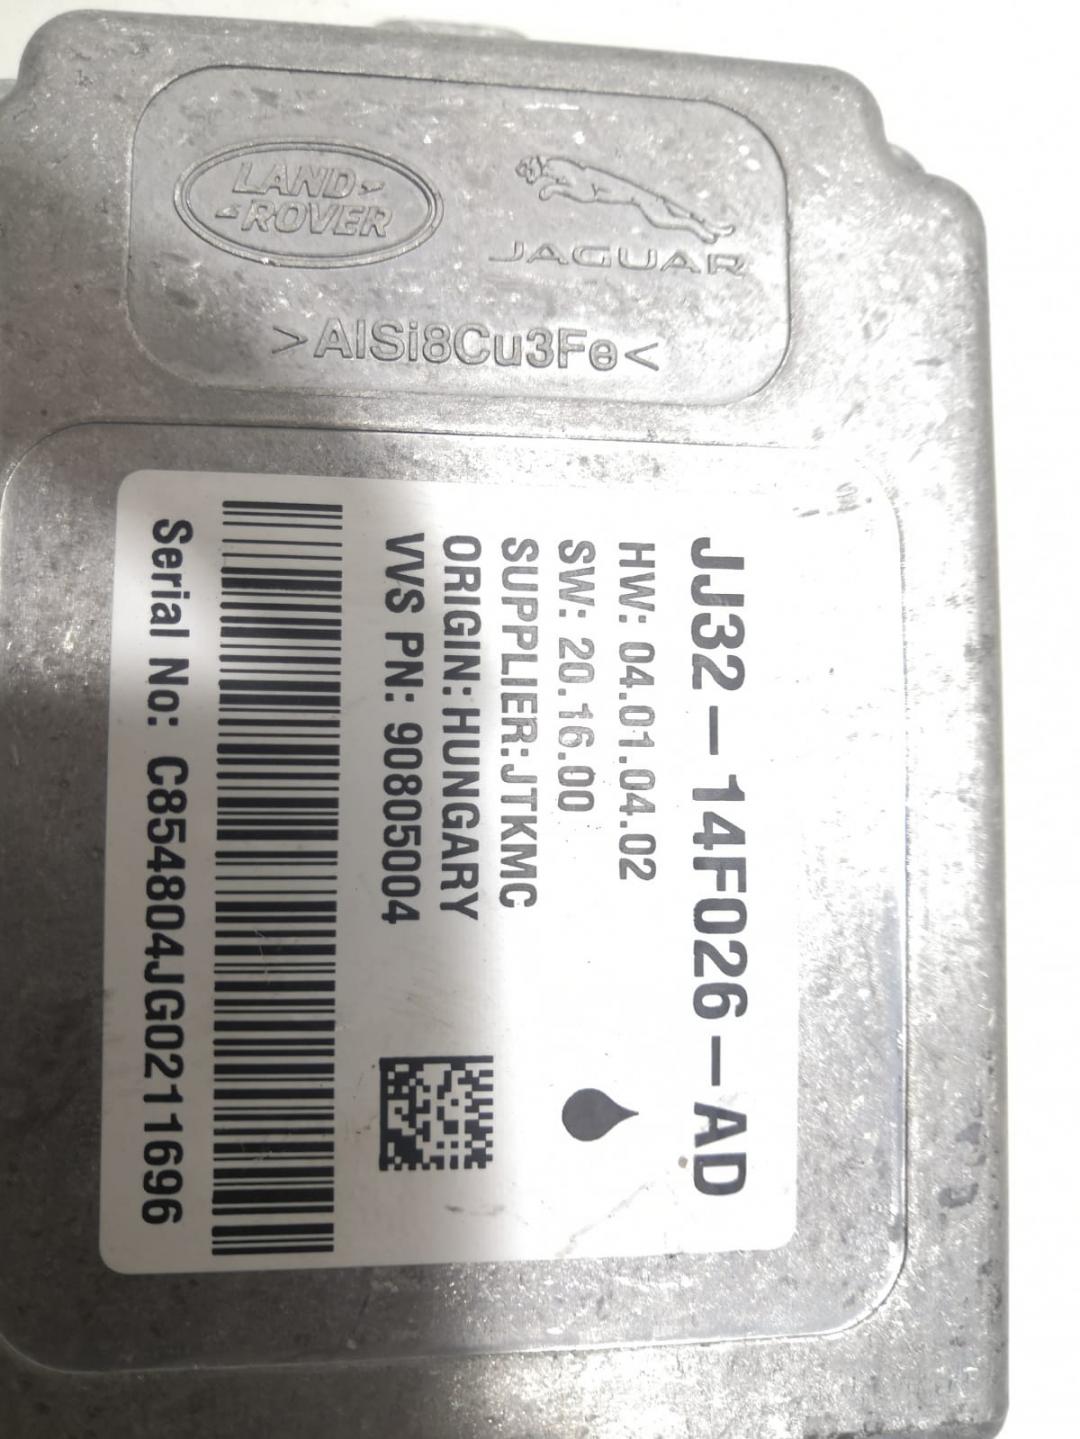 LAND
ROVER
JAGUAR
>AlSi8Cu3Fe<
JJ32-14F026-AD
HW: 04.01.04.02
SW: 20.16.00
SUPPLIER:JTKMC
ORIGIN:HUNGARY
VVS PN: 90805004
Serial No: C854804JG0211696